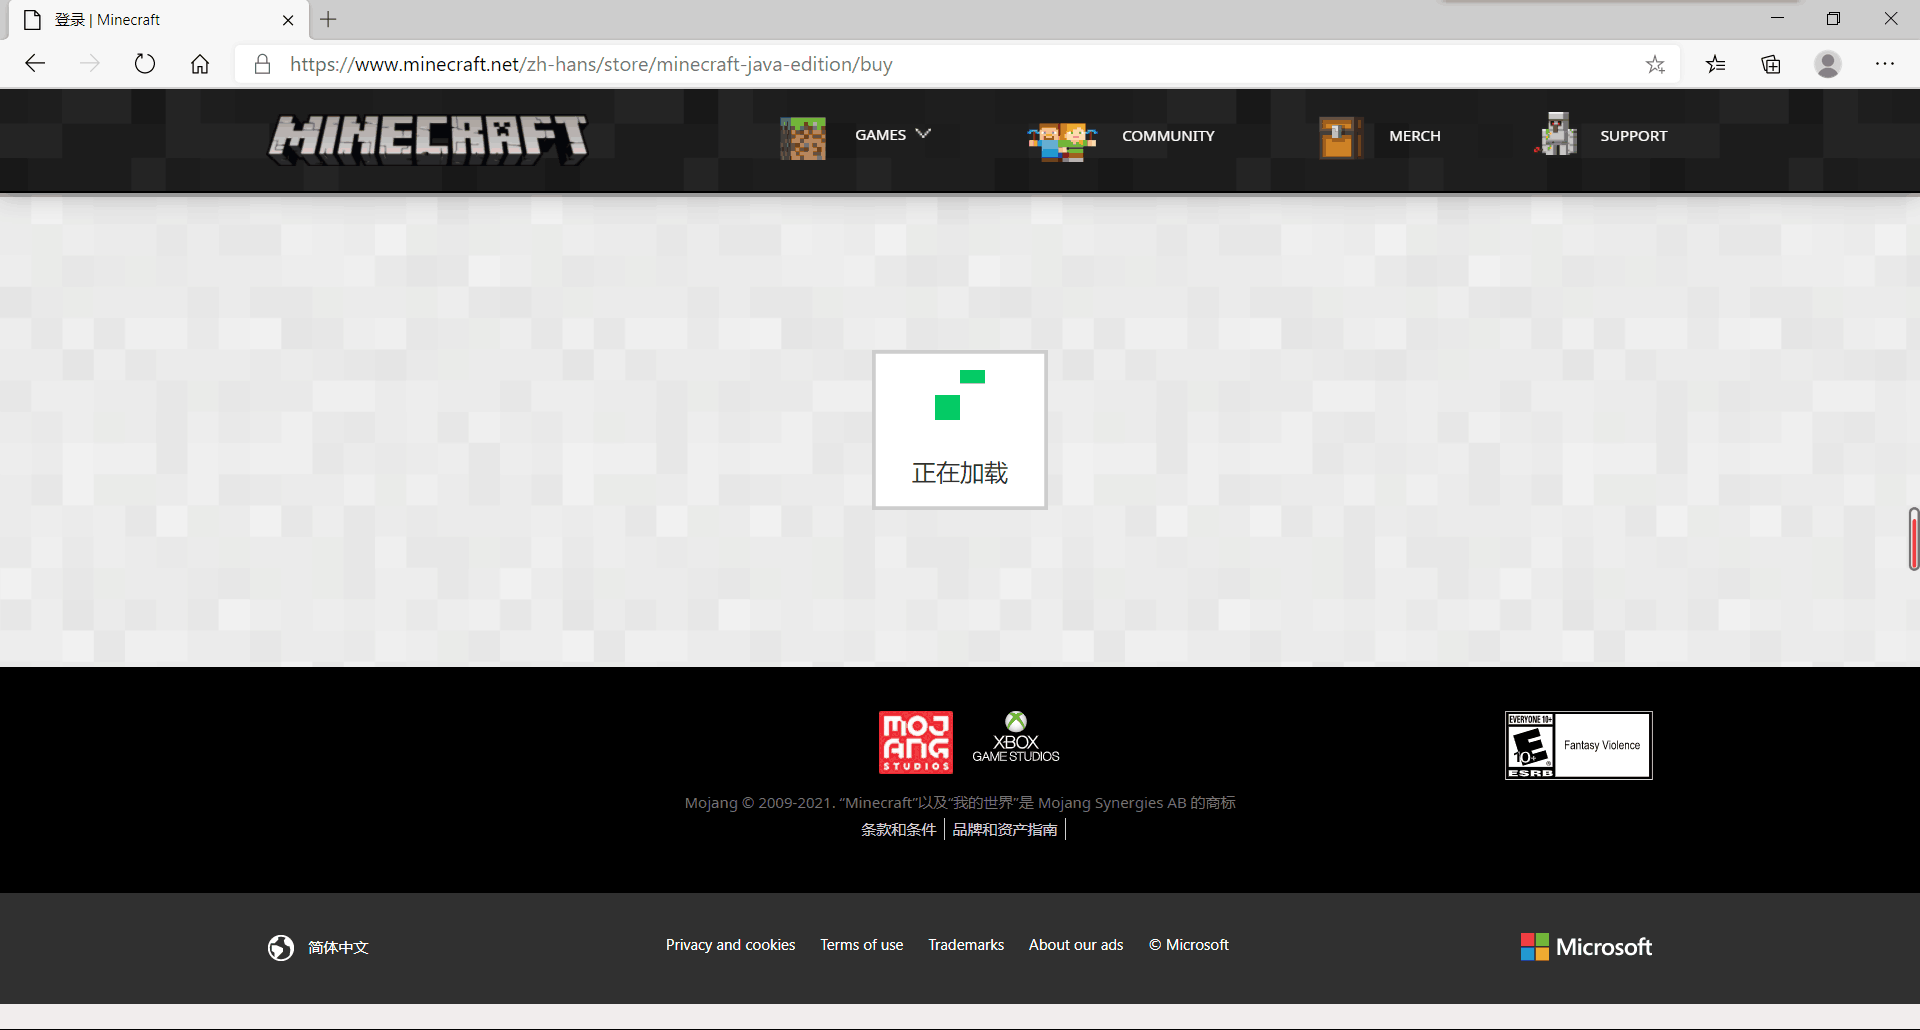 登录 | Minecraft
https://www.minecraft.net/zh-hans/store/minecraft-java-edition/buy
MINECRAFT
GAMES
COMMUNITY
MERCH
SUPPORT
正在加载
MOJANG STUDIOS
XBOX
GAME STUDIOS
EVERYONE 10+
E
10+
ESRB
Fantasy Violence
Mojang © 2009-2021. “Minecraft”以及“我的世界”是 Mojang Synergies AB 的商标
条款和条件 品牌和资产指南
简体中文
Privacy and cookies Terms of use Trademarks About our ads © Microsoft
Microsoft